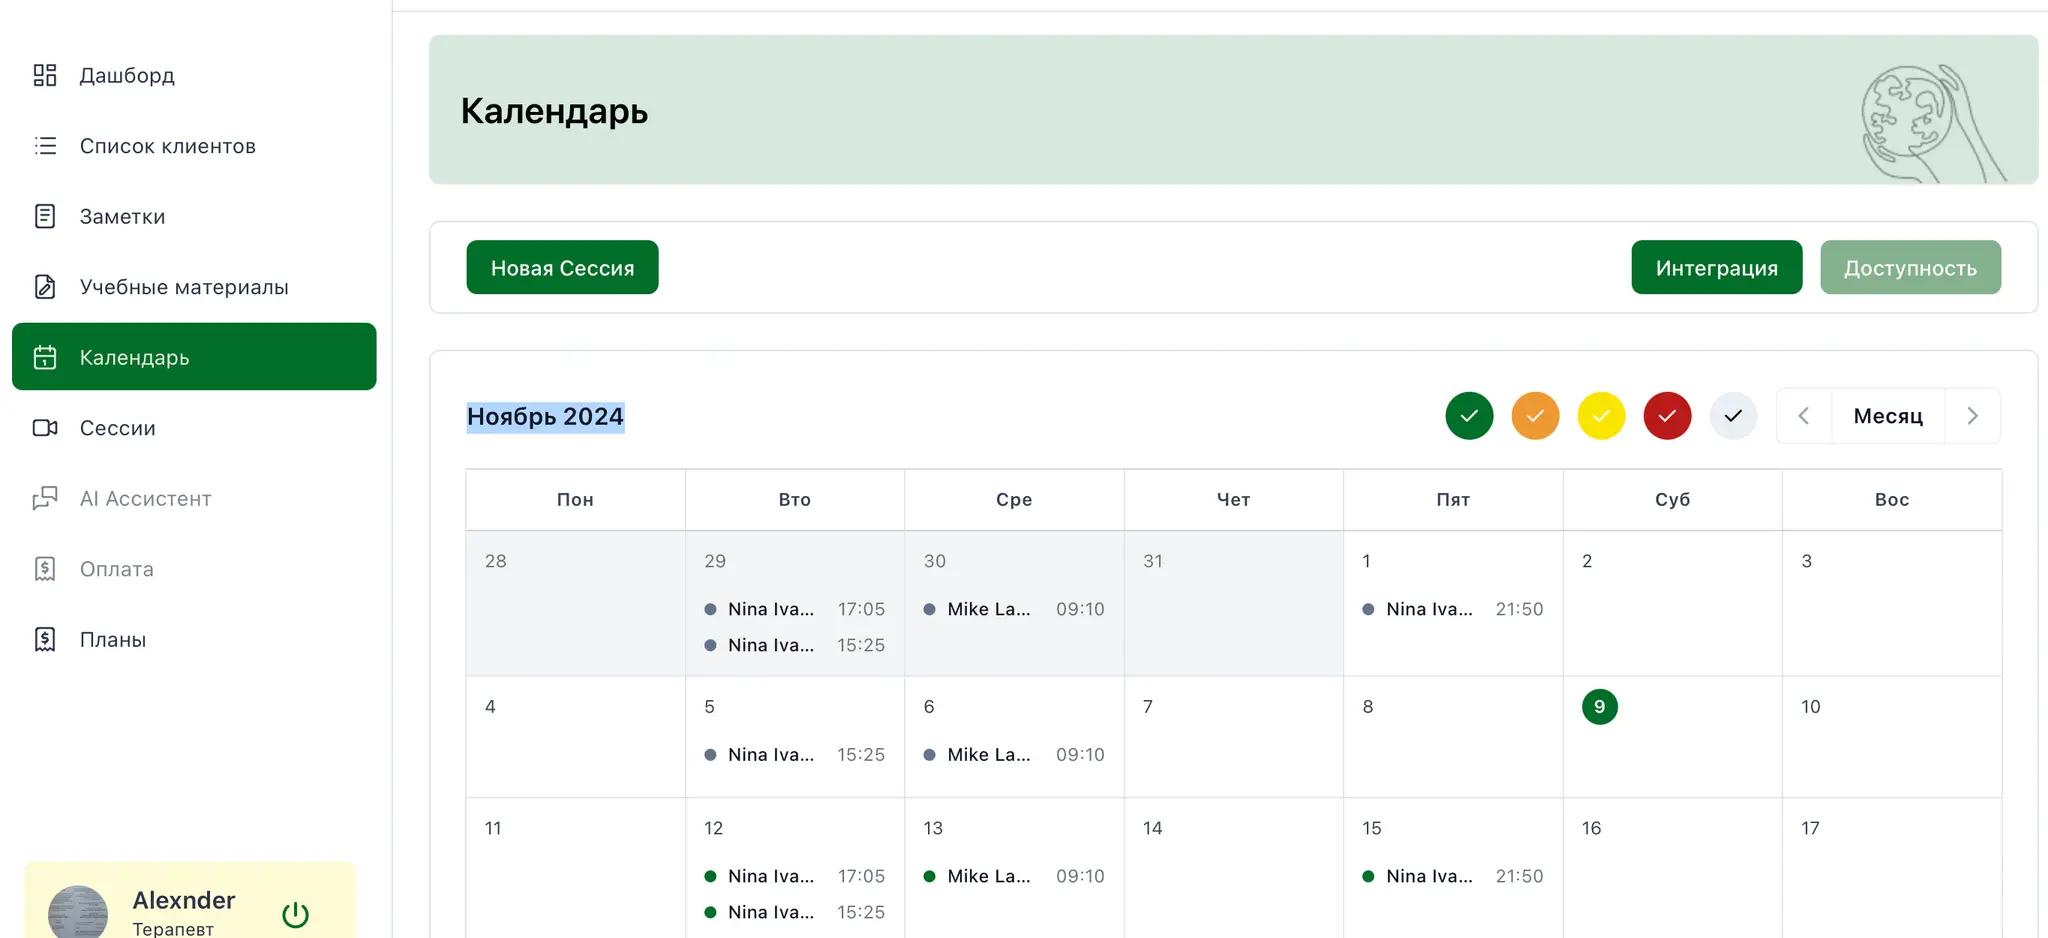 Дашборд
Список клиентов
Заметки
Учебные материалы
Календарь
Сессии
AI Ассистент
Оплата
Планы
Alexnder
Терапевт
Календарь
Новая Сессия
Интеграция
Доступность
Ноябрь 2024
Месяц
Пон Вто Сре Чет Пят Суб Вос
28 29 30 31 1 2 3
Nina Iva... 17:05 Mike La... 09:10 Nina Iva... 21:50
Nina Iva... 15:25
4 5 6 7 8 9 10
Nina Iva... 15:25 Mike La... 09:10
11 12 13 14 15 16 17
Nina Iva... 17:05 Mike La... 09:10 Nina Iva... 21:50
Nina Iva... 15:25